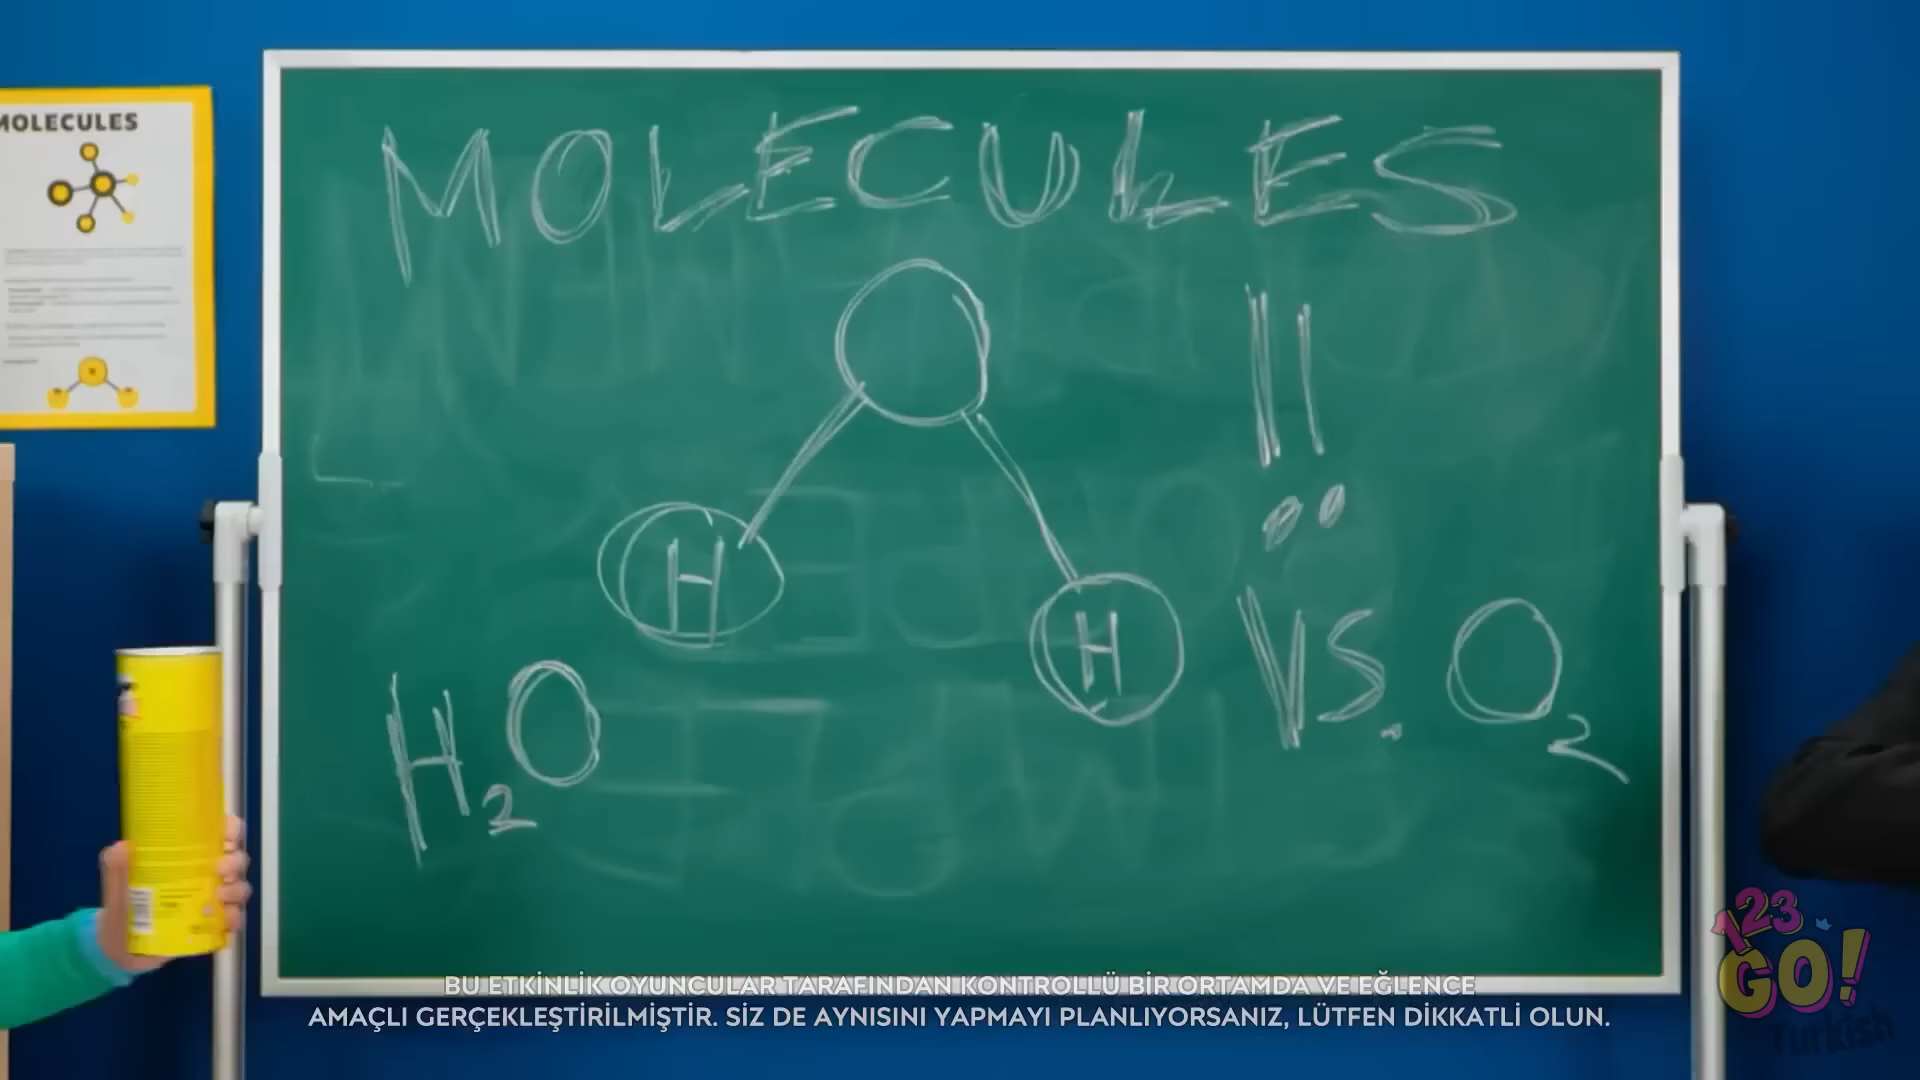 MOLECULES
MOLECULES
H
H
H₂O
VS. O₂
BU ETKİNLİK OYUNCULAR TARAFINDAN KONTROLLÜ BİR ORTAMDA VE EĞLENCE
AMAÇLI GERÇEKLEŞTİRİLMİŞTİR. SİZ DE AYNISINI YAPMAYI PLANLIYORSANIZ, LÜTFEN DİKKATLİ OLUN.
123
GO!
Turkish